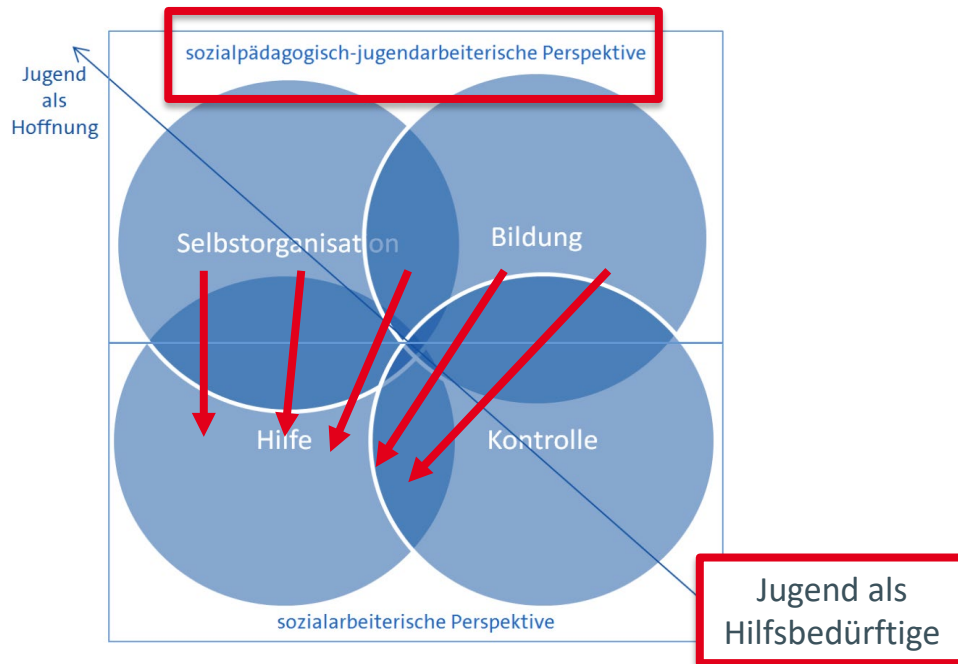 sozialpädagogisch-jugendarbeiterische Perspektive
Jugend
als
Hoffnung
Selbstorganisation
Bildung
Hilfe
Kontrolle
sozialarbeiterische Perspektive
Jugend als
Hilfsbedürftige